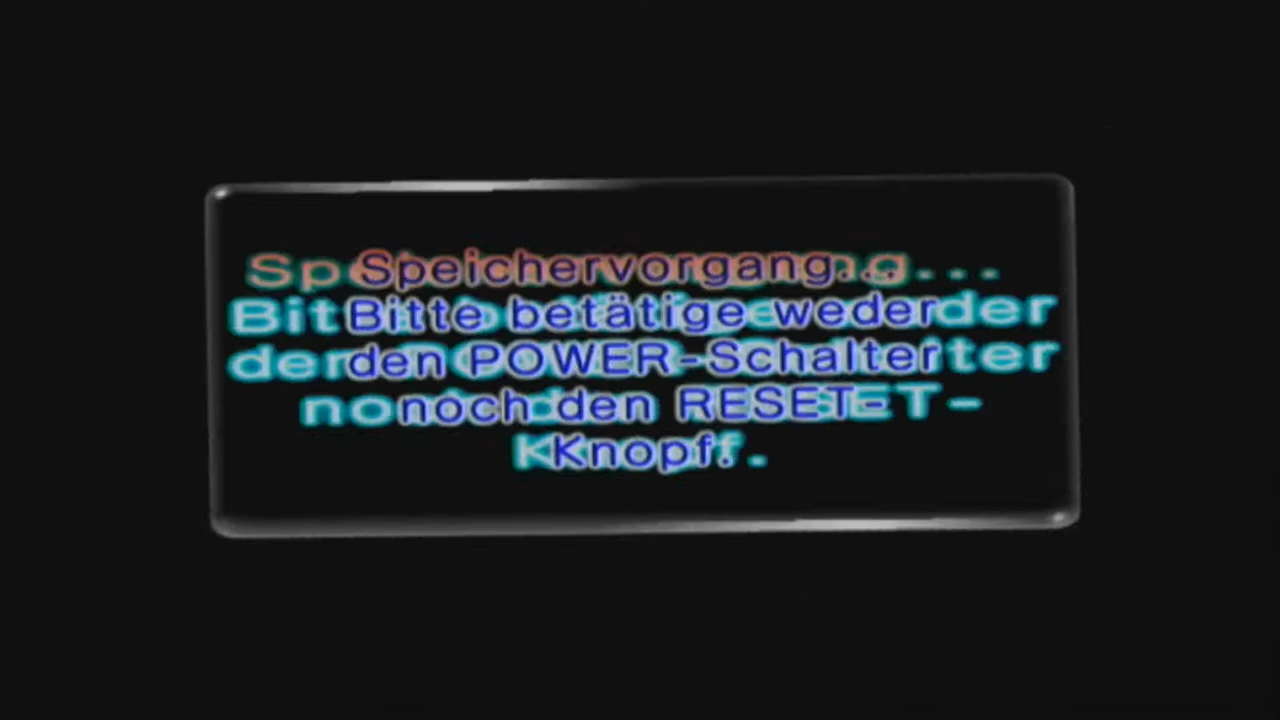 Speichervorgang...
Bitte betätige weder
den POWER-Schalter
noch den RESET-
Knopf.